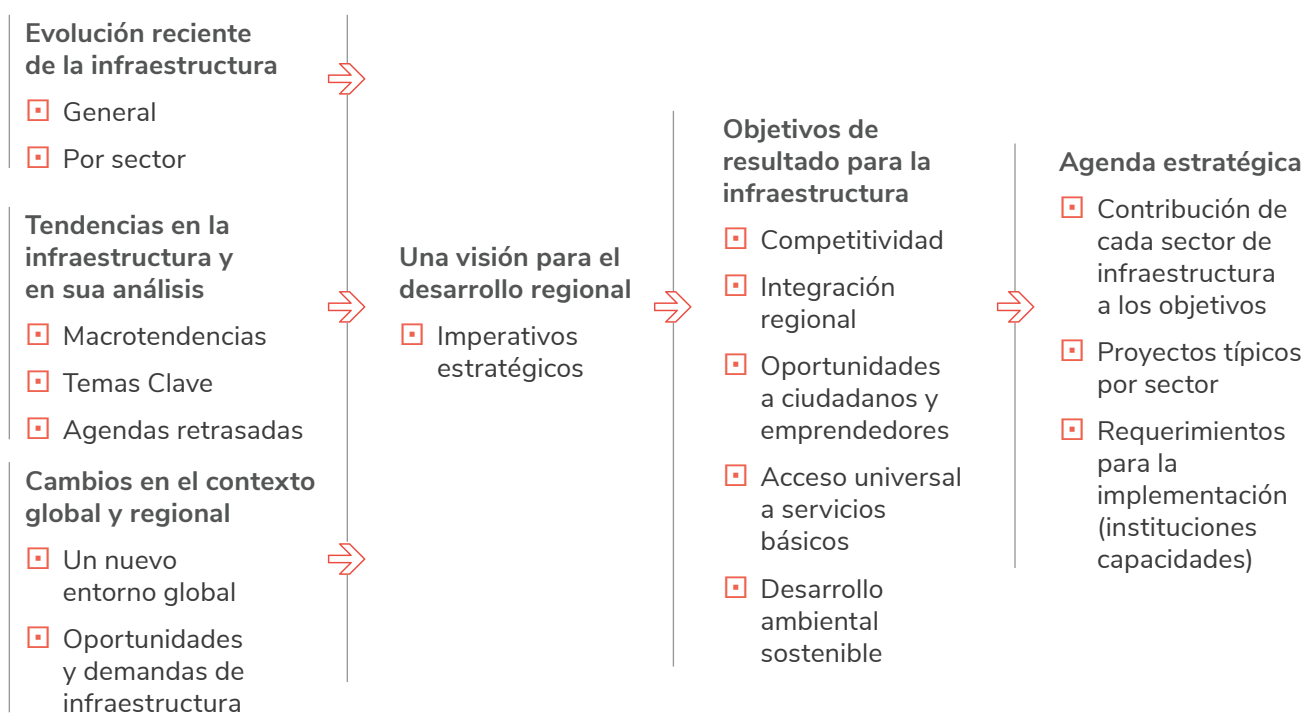 Evolución reciente
de la infraestructura
General
Por sector
Tendencias en la
infraestructura y
en sua análisis
Macrotendencias
Temas Clave
Agendas retrasadas
Cambios en el contexto
global y regional
Un nuevo
entorno global
Oportunidades
y demandas de
infraestructura
Una visión para el
desarrollo regional
Imperativos
estratégicos
Objetivos de
resultado para la
infraestructura
Competitividad
Integración
regional
Oportunidades
a ciudadanos y
emprendedores
Acceso universal
a servicios
básicos
Desarrollo
ambiental
sostenible
Agenda estratégica
Contribución de
cada sector de
infraestructura
a los objetivos
Proyectos típicos
por sector
Requerimientos
para la
implementación
(instituciones
capacidades)